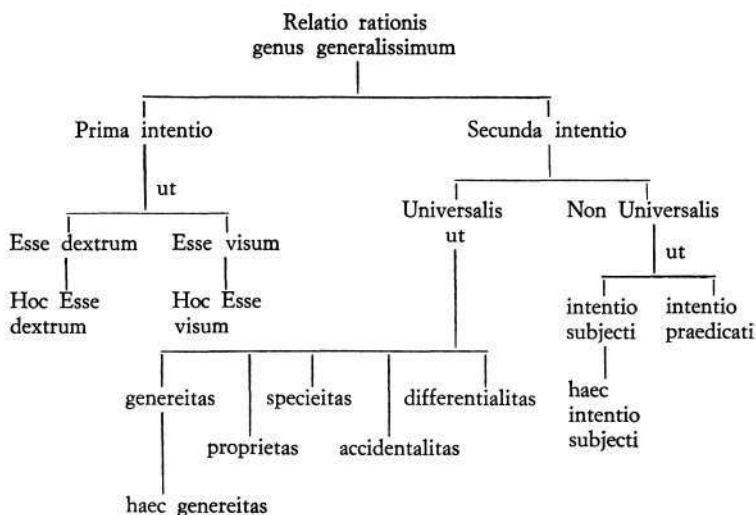 Relatio rationis
genus generalissimum
Prima intentio
Secunda intentio
ut
Universalis
ut
Non Universalis
ut
Esse dextrum
Esse visum
Hoc Esse
dextrum
Hoc Esse
visum
intentio
subjecti
intentio
praedicati
haec
intentio
subjecti
genereitas
specieitas
differentialitas
proprietas
accidentalitas
haec genereitas